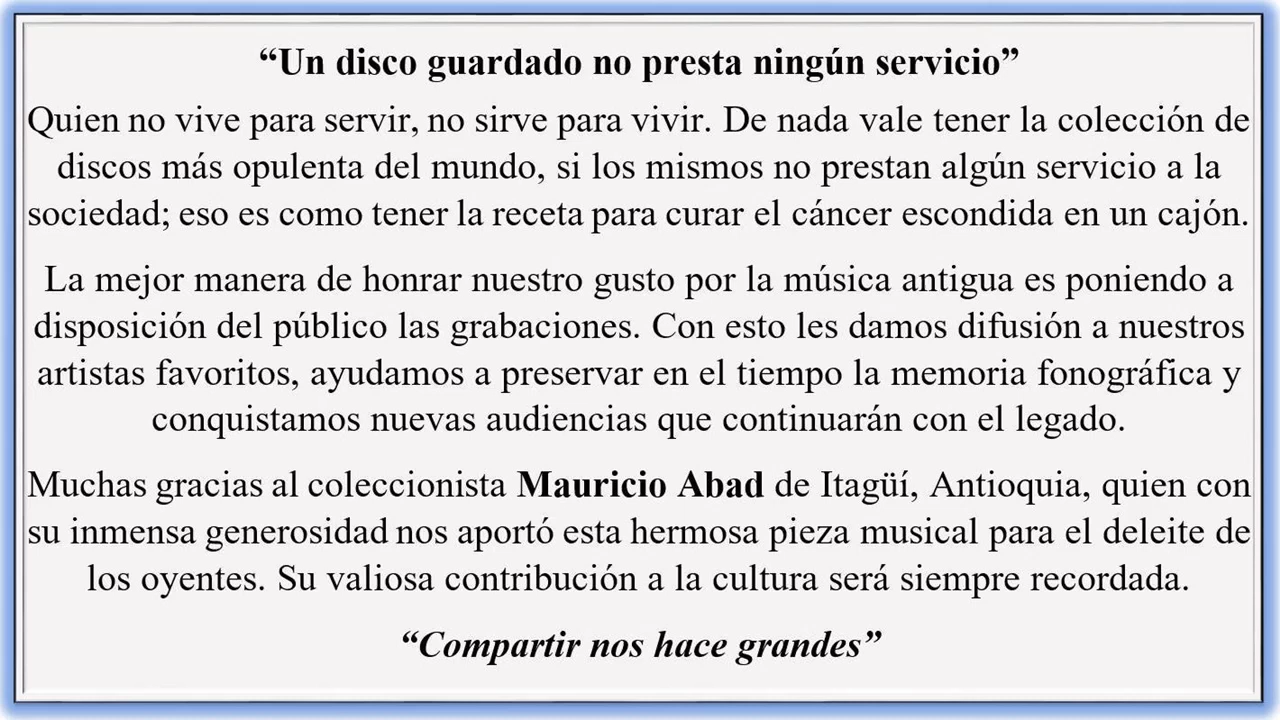 “Un disco guardado no presta ningún servicio”
Quien no vive para servir, no sirve para vivir. De nada vale tener la colección de
discos más opulenta del mundo, si los mismos no prestan algún servicio a la
sociedad; eso es como tener la receta para curar el cáncer escondida en un cajón.
La mejor manera de honrar nuestro gusto por la música antigua es poniendo a
disposición del público las grabaciones. Con esto les damos difusión a nuestros
artistas favoritos, ayudamos a preservar en el tiempo la memoria fonográfica y
conquistamos nuevas audiencias que continuarán con el legado.
Muchas gracias al coleccionista Mauricio Abad de Itagüí, Antioquia, quien con
su inmensa generosidad nos aportó esta hermosa pieza musical para el deleite de
los oyentes. Su valiosa contribución a la cultura será siempre recordada.
“Compartir nos hace grandes”